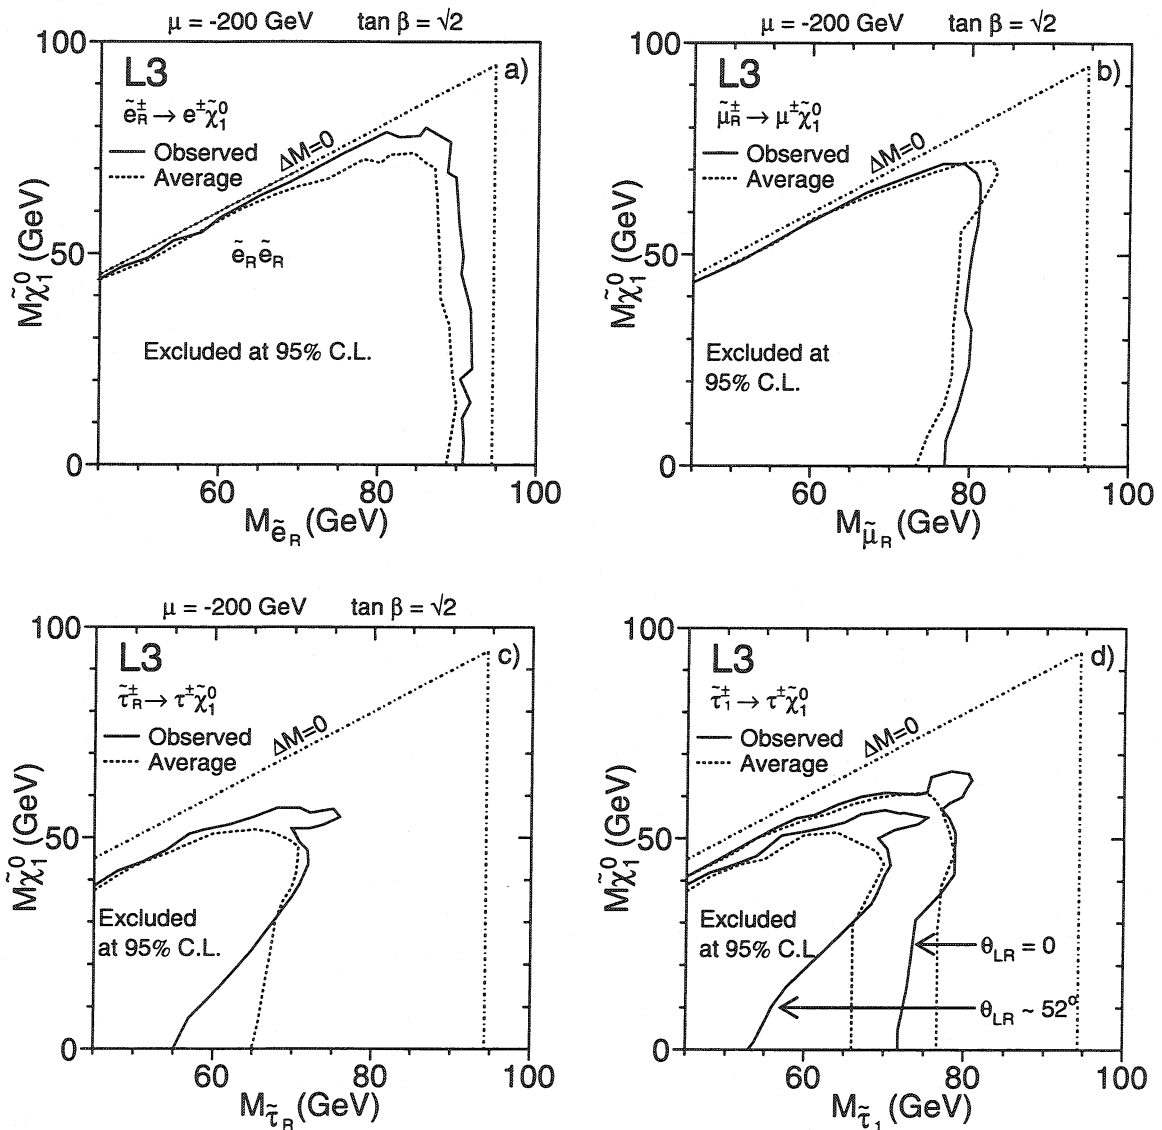 μ = -200 GeV tan β = √2
100
L3
a)
ẽ±R → e±χ̃01
Observed
Average
ΔM=0
ẽRẽR
50
Excluded at 95% C.L.
0
60 80 100
Mχ̃01 (GeV)
MẽR (GeV)
μ = -200 GeV tan β = √2
100
L3
b)
μ̃±R → μ±χ̃01
Observed
Average
ΔM=0
50
Excluded at
95% C.L.
0
60 80 100
Mχ̃01 (GeV)
Mμ̃R (GeV)
μ = -200 GeV tan β = √2
100
L3
c)
τ̃±R → τ±χ̃01
Observed
Average
ΔM=0
50
Excluded
at 95% C.L.
0
60 80 100
Mχ̃01 (GeV)
Mτ̃R (GeV)
100
L3
d)
τ̃±1 → τ±χ̃01
Observed
Average
ΔM=0
50
Excluded
at 95% C.L.
θLR = 0
θLR ~ 52°
0
60 80 100
Mχ̃01 (GeV)
Mτ̃1 (GeV)